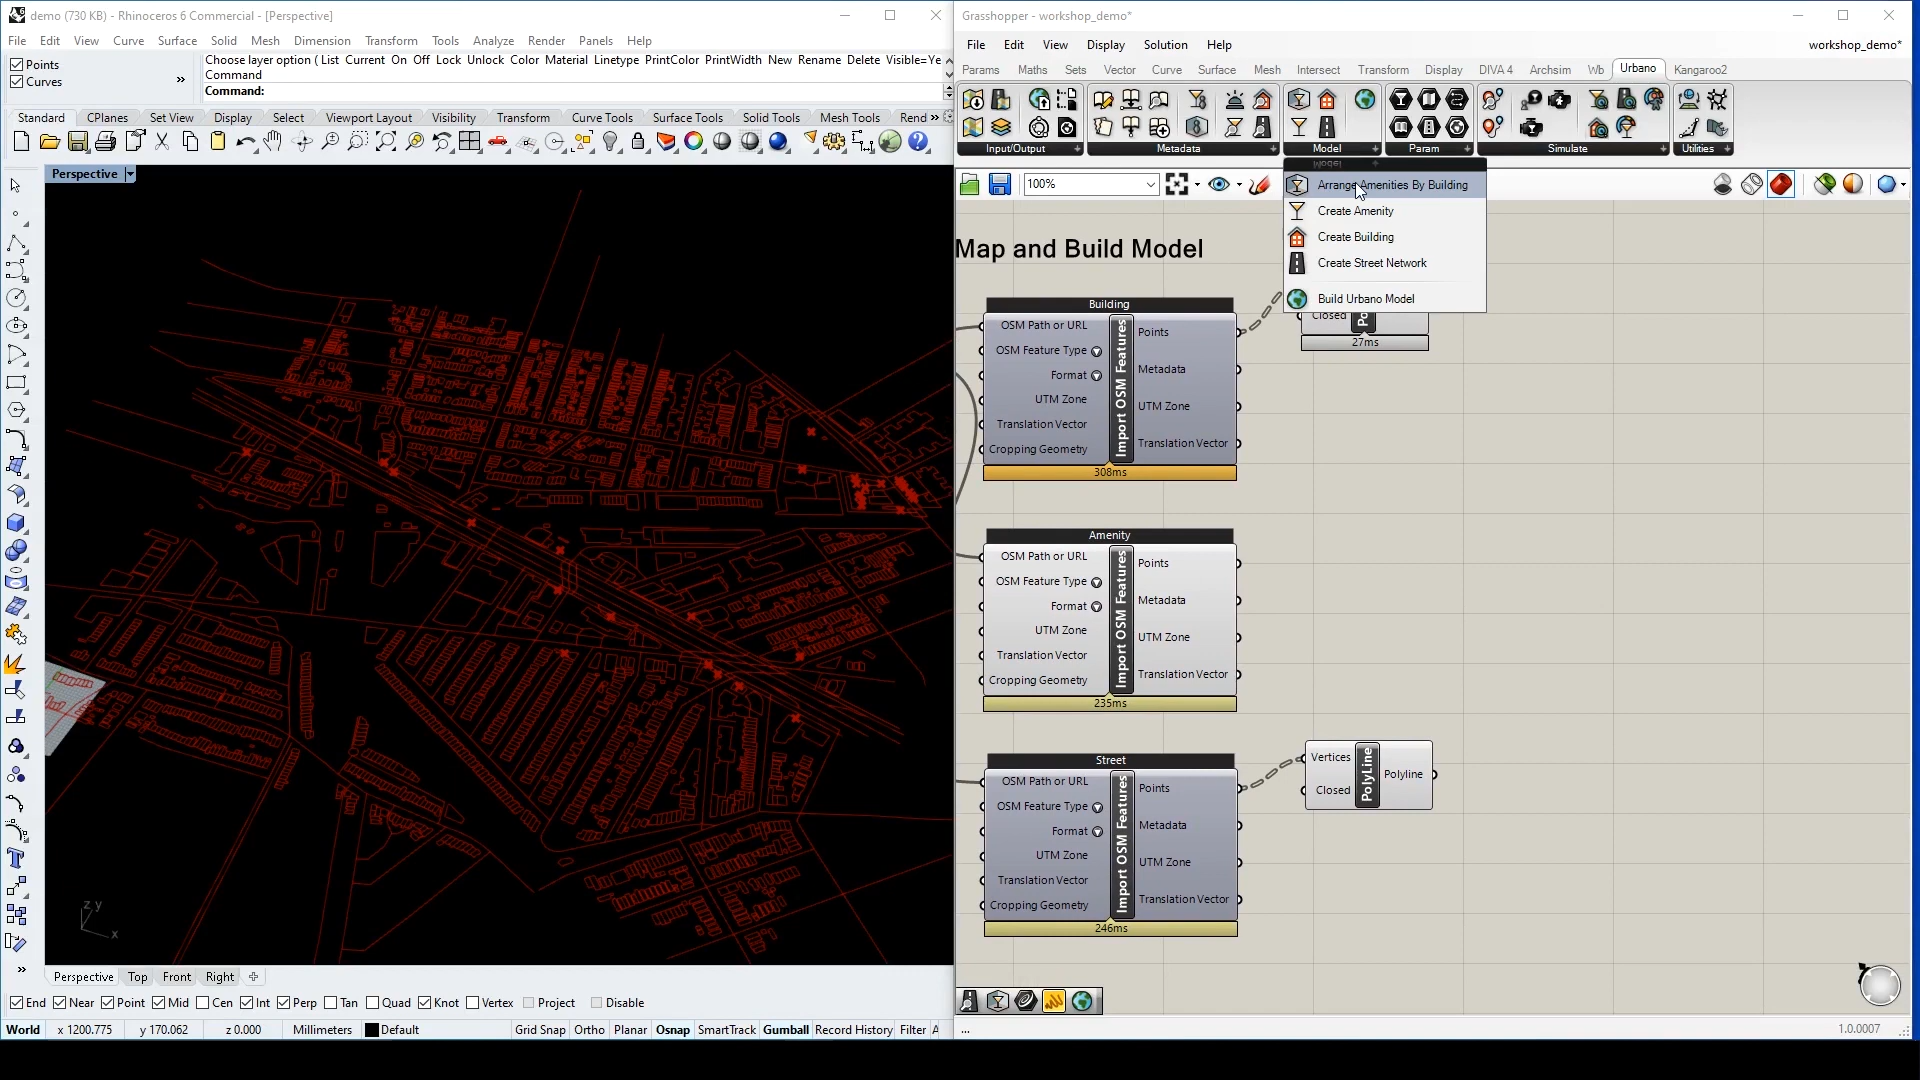 demo (730 KB) - Rhinoceros 6 Commercial - [Perspective]
File Edit View Curve Surface Solid Mesh Dimension Transform Tools Analyze Render Panels Help
Points
Curves
»
Choose layer option ( List Current On Off Lock Unlock Color Material Linetype PrintColor PrintWidth New Rename Delete Visible=Ye
Command
Command:
Standard CPlanes Set View Display Select Viewport Layout Visibility Transform Curve Tools Surface Tools Solid Tools Mesh Tools Rend »
Perspective
z y
x
Perspective Top Front Right
End Near Point Mid Cen Int Perp Tan Quad Knot Vertex Project Disable
World x 1200.775 y 170.062 z 0.000 Millimeters Default Grid Snap Ortho Planar Osnap SmartTrack Gumball Record History Filter A
Grasshopper - workshop_demo*
File Edit View Display Solution Help
workshop_demo*
Params Maths Sets Vector Curve Surface Mesh Intersect Transform Display DIVA 4 Archsim Wb Urbano Kangaroo2
Input/Output Metadata Model Param Simulate Utilities
100%
Model
Arrange Amenities By Building
Create Amenity
Create Building
Create Street Network
Build Urbano Model
Map and Build Model
Building
OSM Path or URL
OSM Feature Type
Format
UTM Zone
Translation Vector
Cropping Geometry
Import OSM Features
Points
Metadata
UTM Zone
Translation Vector
308ms
Closed
Po
27ms
Amenity
OSM Path or URL
OSM Feature Type
Format
UTM Zone
Translation Vector
Cropping Geometry
Import OSM Features
Points
Metadata
UTM Zone
Translation Vector
235ms
Street
OSM Path or URL
OSM Feature Type
Format
UTM Zone
Translation Vector
Cropping Geometry
Import OSM Features
Points
Metadata
UTM Zone
Translation Vector
246ms
Vertices
Closed
PolyLine
Polyline
...
1.0.0007